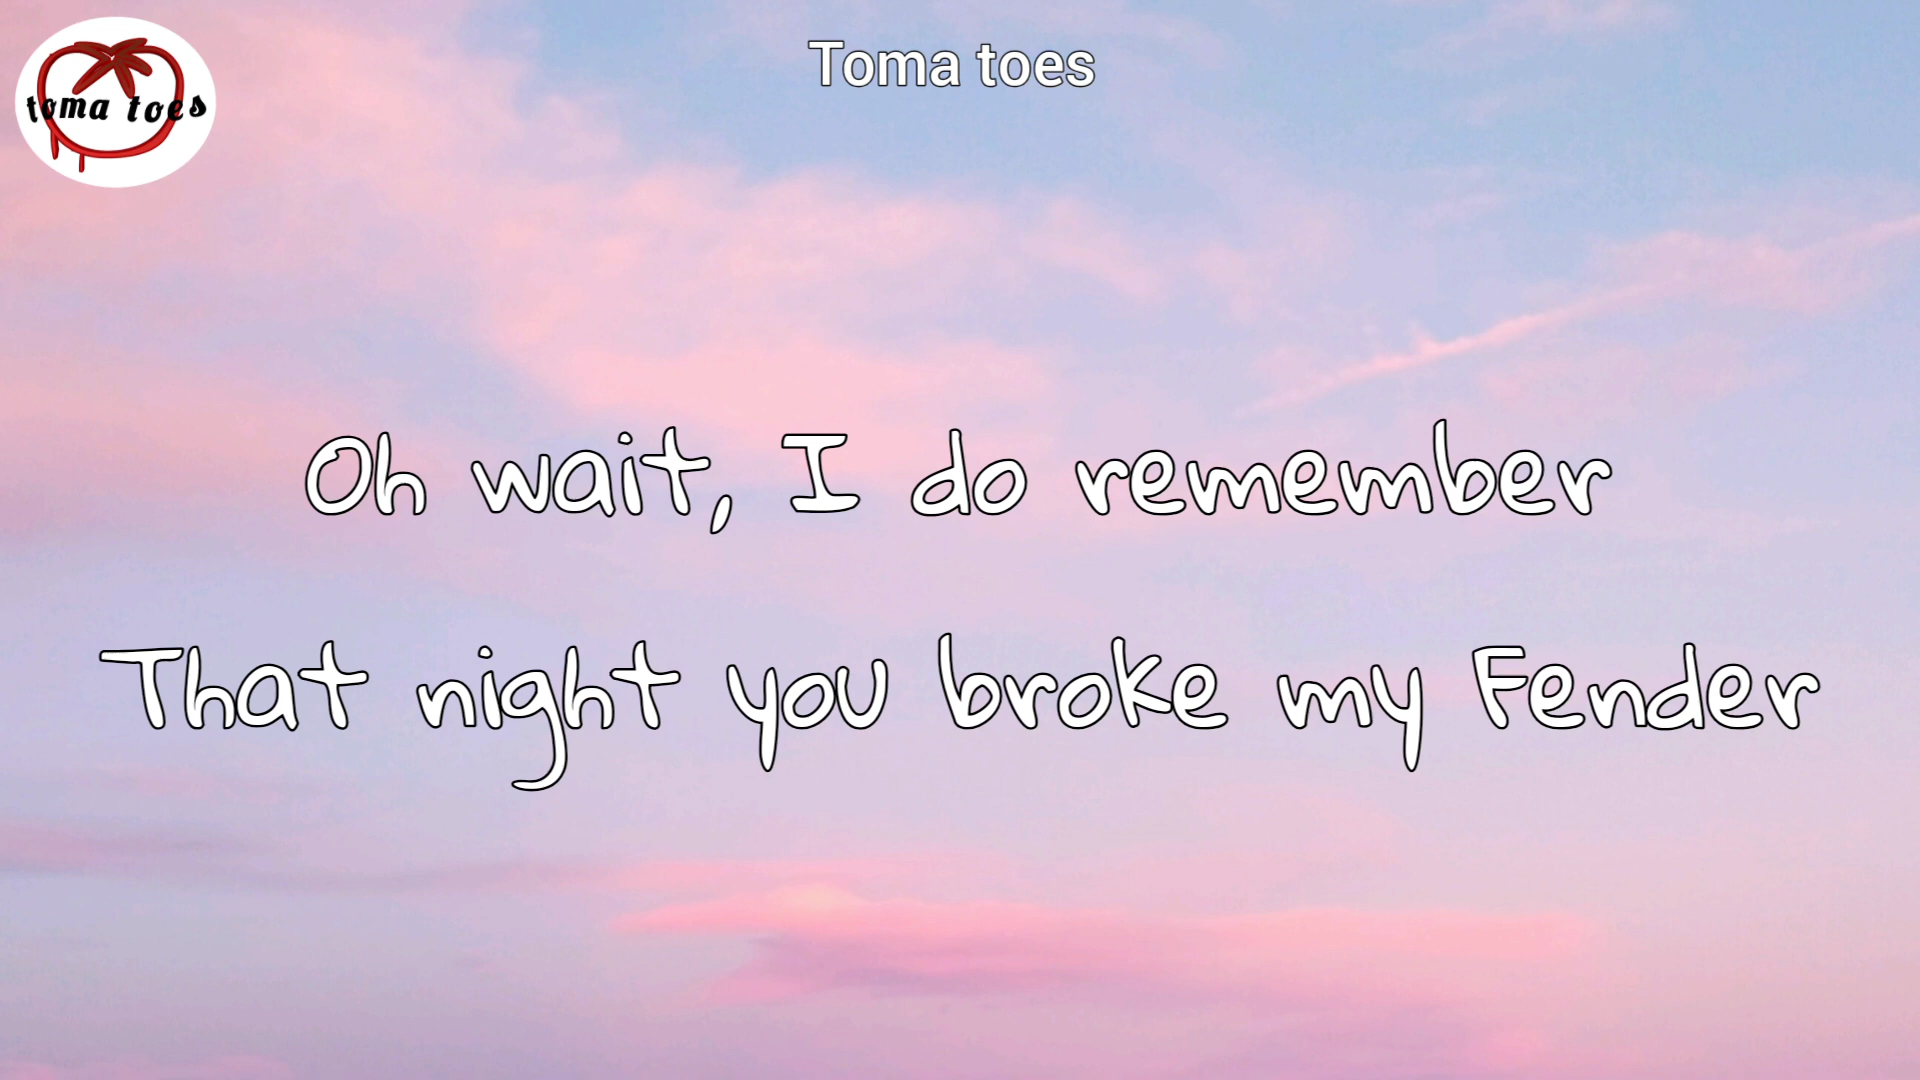 toma toes
Toma toes
Oh wait, I do remember
That night you broke my Fender